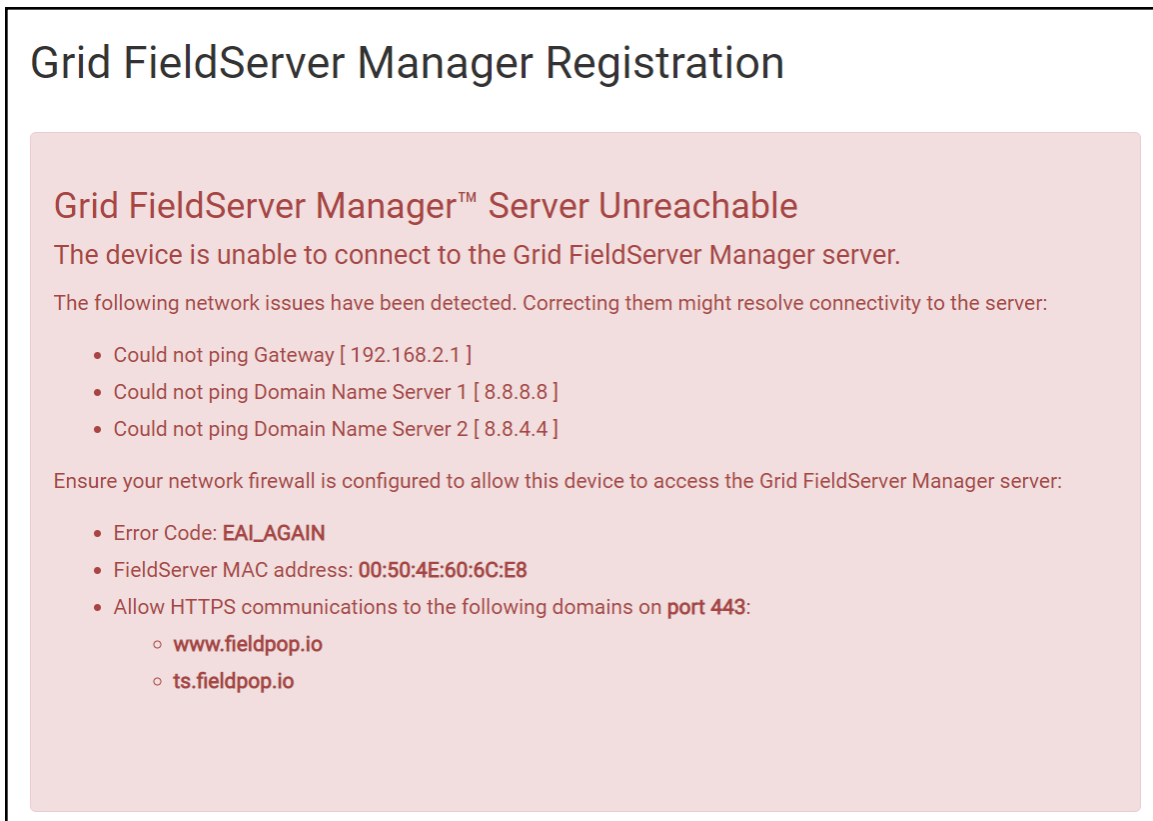 Grid FieldServer Manager Registration
Grid FieldServer Manager™ Server Unreachable
The device is unable to connect to the Grid FieldServer Manager server.
The following network issues have been detected. Correcting them might resolve connectivity to the server:
• Could not ping Gateway [ 192.168.2.1 ]
• Could not ping Domain Name Server 1 [ 8.8.8.8 ]
• Could not ping Domain Name Server 2 [ 8.8.4.4 ]
Ensure your network firewall is configured to allow this device to access the Grid FieldServer Manager server:
• Error Code: EAI_AGAIN
• FieldServer MAC address: 00:50:4E:60:6C:E8
• Allow HTTPS communications to the following domains on port 443:
◦ www.fieldpop.io
◦ ts.fieldpop.io